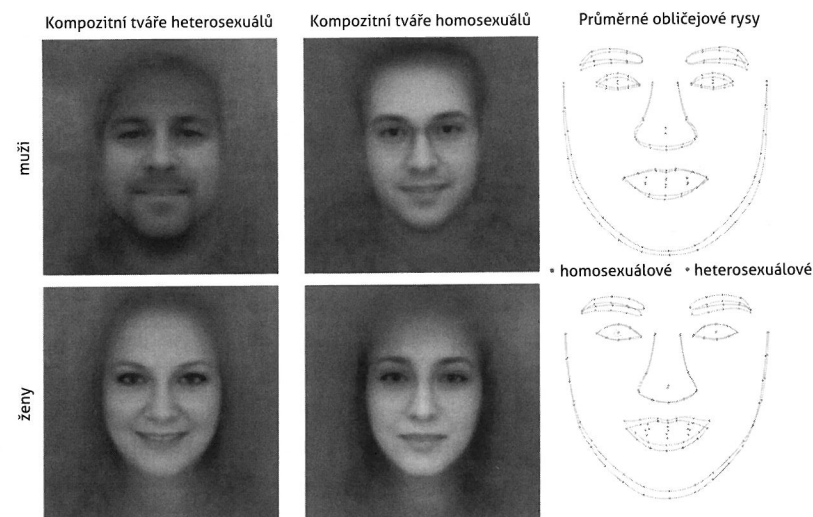 Kompozitní tváře heterosexuálů
Kompozitní tváře homosexuálů
Průměrné obličejové rysy
muži
• homosexuálové • heterosexuálové
ženy